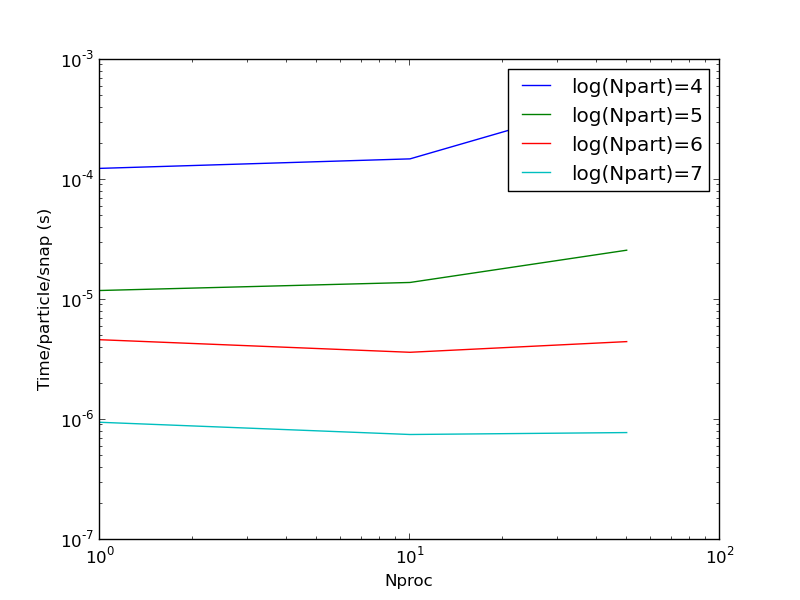 10^-3
10^-4
10^-5
10^-6
10^-7
Time/particle/snap (s)
log(Npart)=4
log(Npart)=5
log(Npart)=6
log(Npart)=7
10^0
10^1
10^2
Nproc